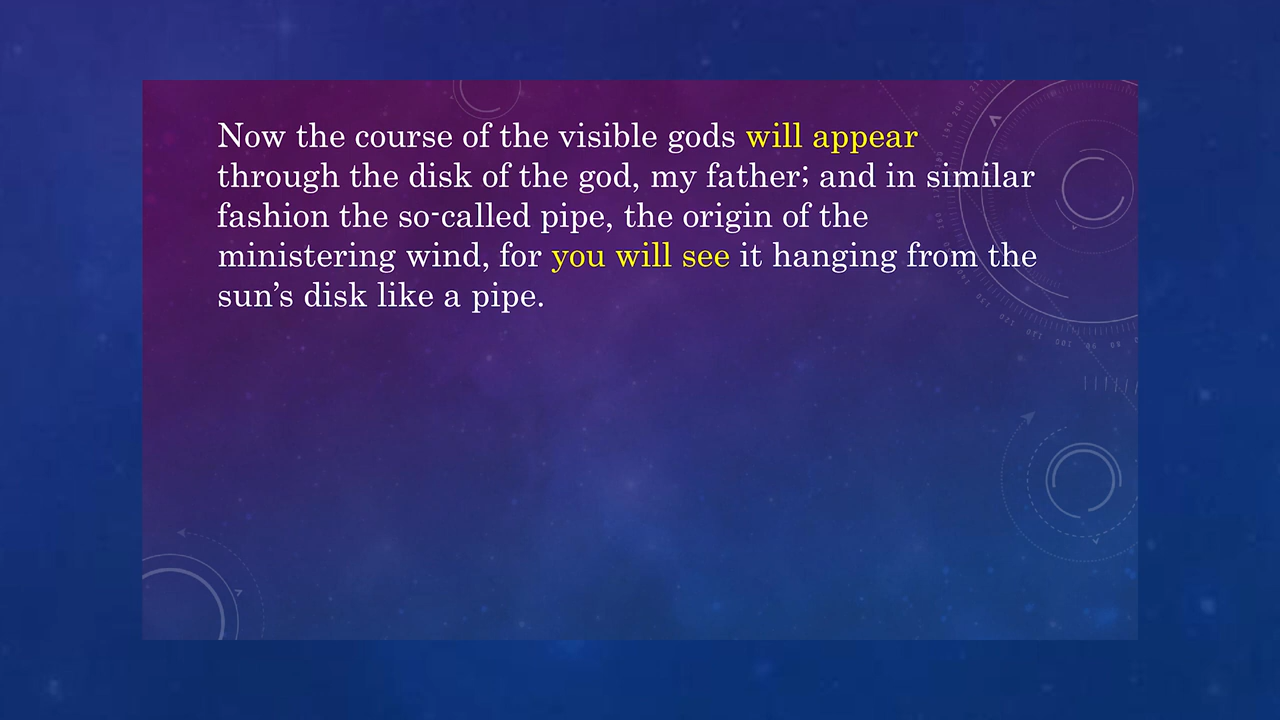 Now the course of the visible gods will appear
through the disk of the god, my father; and in similar
fashion the so-called pipe, the origin of the
ministering wind, for you will see it hanging from the
sun’s disk like a pipe.